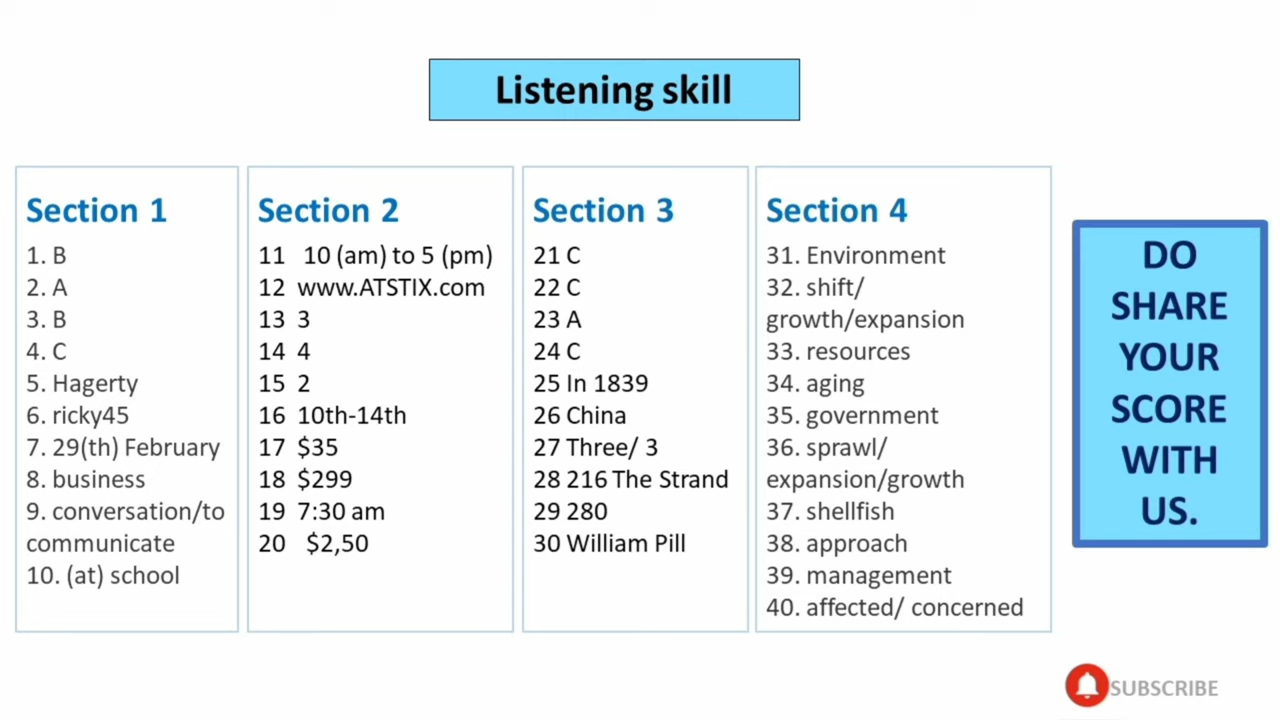 Listening skill
Section 1
1. B
2. A
3. B
4. C
5. Hagerty
6. ricky45
7. 29(th) February
8. business
9. conversation/to
communicate
10. (at) school
Section 2
11 10 (am) to 5 (pm)
12 www.ATSTIX.com
13 3
14 4
15 2
16 10th-14th
17 $35
18 $299
19 7:30 am
20 $2,50
Section 3
21 C
22 C
23 A
24 C
25 In 1839
26 China
27 Three/ 3
28 216 The Strand
29 280
30 William Pill
Section 4
31. Environment
32. shift/
growth/expansion
33. resources
34. aging
35. government
36. sprawl/
expansion/growth
37. shellfish
38. approach
39. management
40. affected/ concerned
DO
SHARE
YOUR
SCORE
WITH
US.
SUBSCRIBE